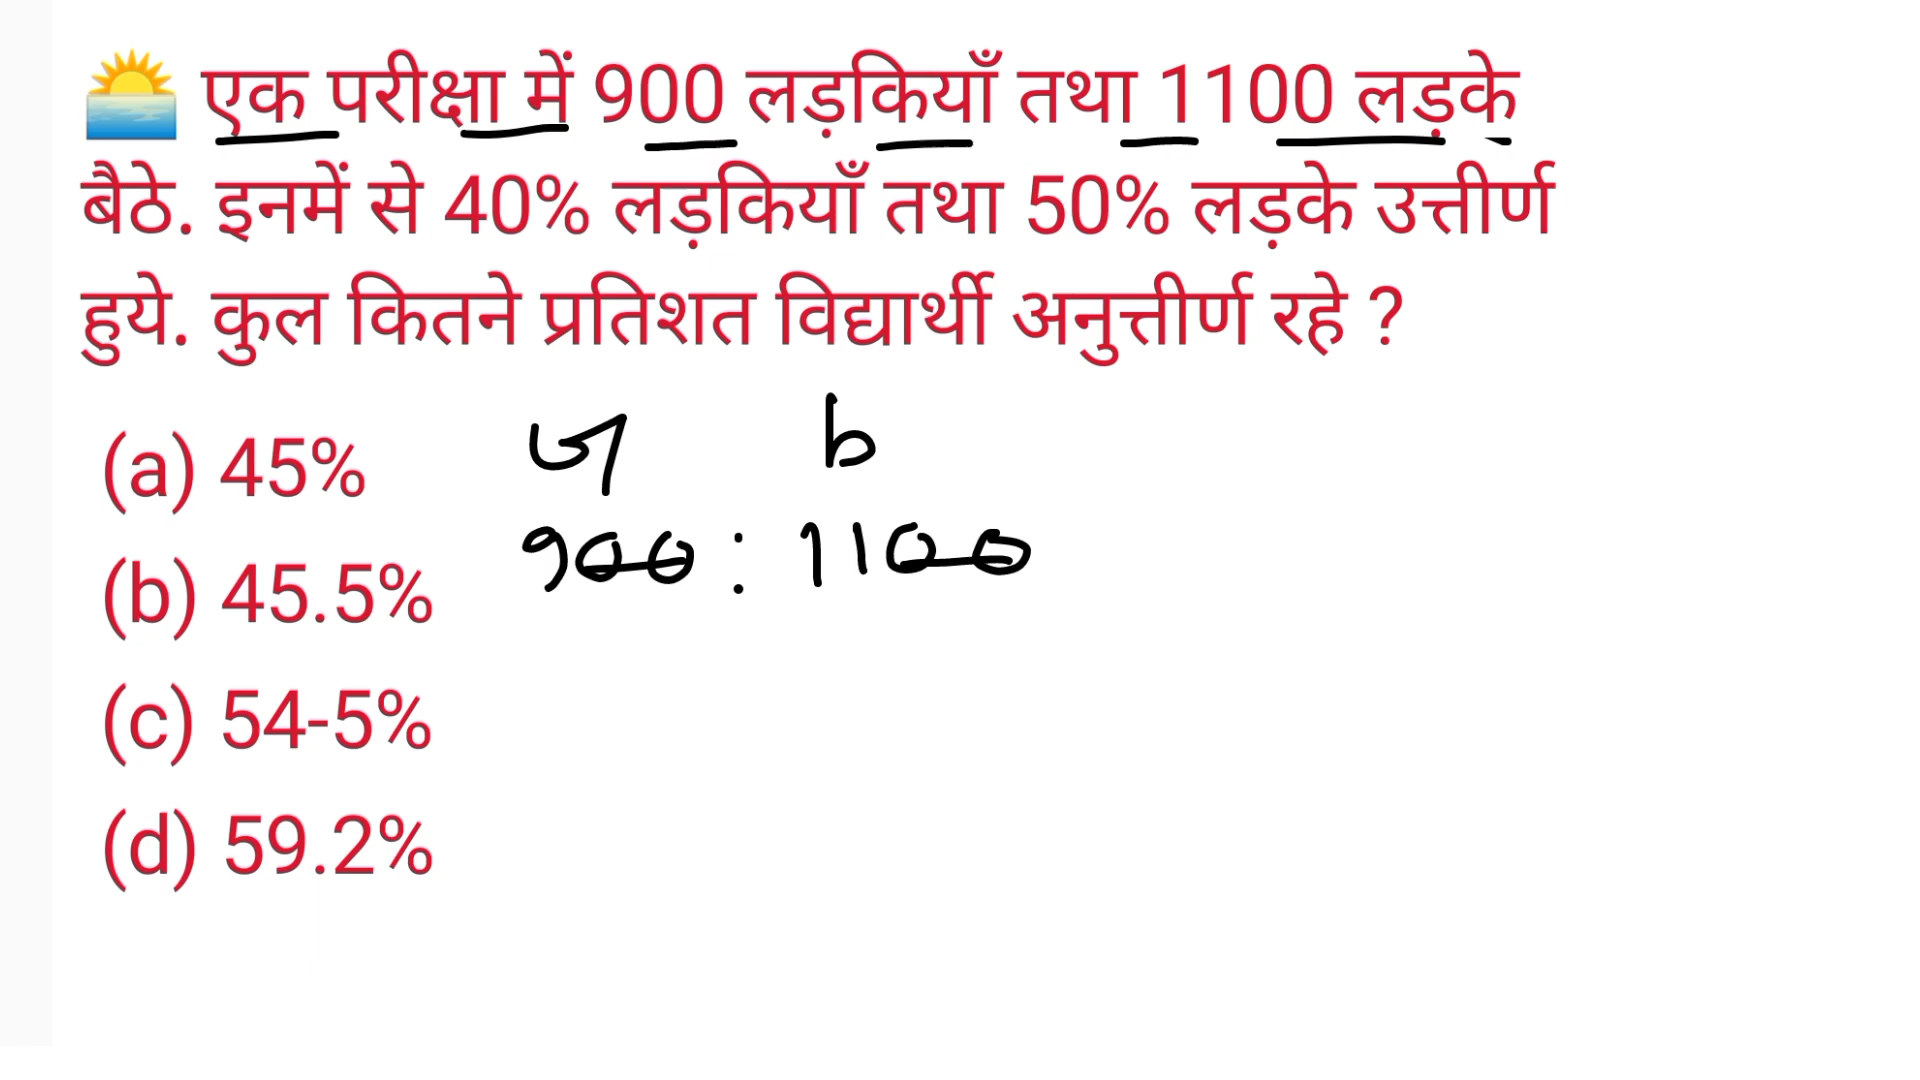 एक परीक्षा में 900 लड़कियाँ तथा 1100 लड़के
बैठे. इनमें से 40% लड़कियाँ तथा 50% लड़के उत्तीर्ण
हुये. कुल कितने प्रतिशत विद्यार्थी अनुत्तीर्ण रहे ?
(a) 45%
(b) 45.5%
(c) 54-5%
(d) 59.2%
b
900 : 1100